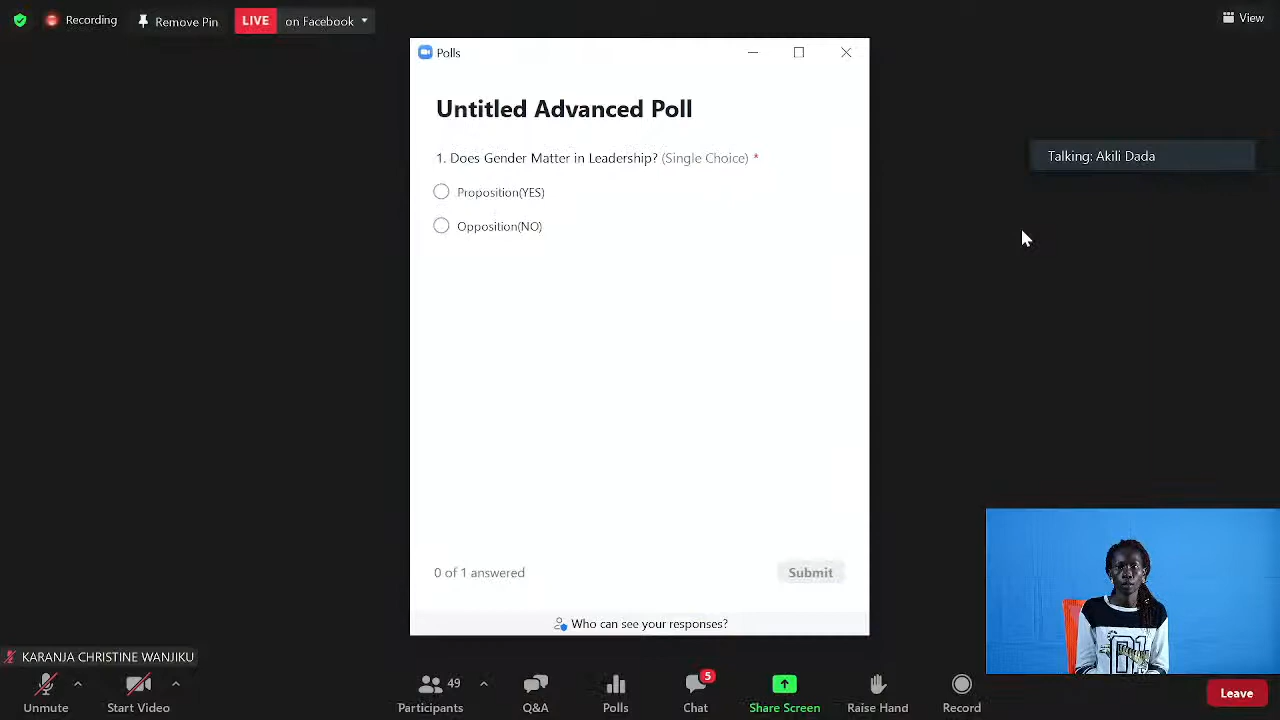 Recording
Remove Pin
LIVE on Facebook
View
Polls
Untitled Advanced Poll
1. Does Gender Matter in Leadership? (Single Choice) *
Talking: Akili Dada
Proposition(YES)
Opposition(NO)
0 of 1 answered
Submit
Who can see your responses?
KARANJA CHRISTINE WANJIKU
49
5
Unmute
Start Video
Participants
Q&A
Polls
Chat
Share Screen
Raise Hand
Record
Leave